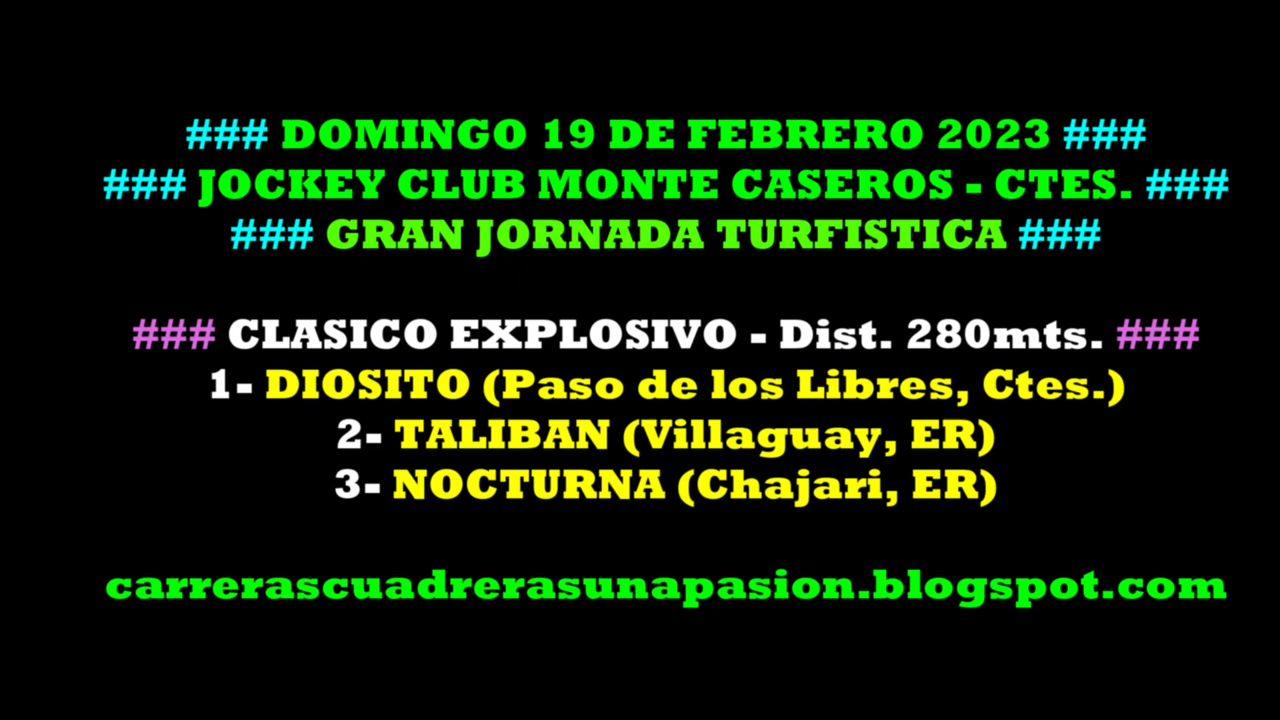 ### DOMINGO 19 DE FEBRERO 2023 ###
### JOCKEY CLUB MONTE CASEROS - CTES. ###
### GRAN JORNADA TURFISTICA ###
### CLASICO EXPLOSIVO - Dist. 280mts. ###
1- DIOSITO (Paso de los Libres, Ctes.)
2- TALIBAN (Villaguay, ER)
3- NOCTURNA (Chajari, ER)
carrerascuadrerasunapasion.blogspot.com